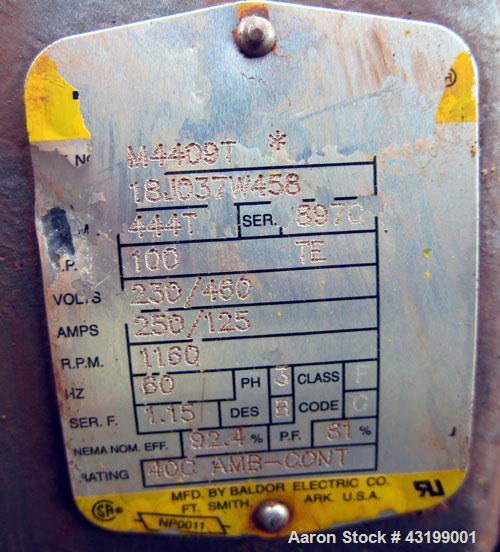 M4409T *
18J037W458
444T SER. 897C
.P. 100 TE
VOLTS 230/460
AMPS 250/125
R.P.M. 1160
HZ 60 PH 3 CLASS F
SER. F. 1.15 DES B CODE G
NEMA NOM. EFF. 92.4 % P.F. 81 %
RATING 40C AMB-CONT
MFD. BY BALDOR ELECTRIC CO.
FT. SMITH, ARK. U.S.A.
NP0011
Aaron Stock # 43199001